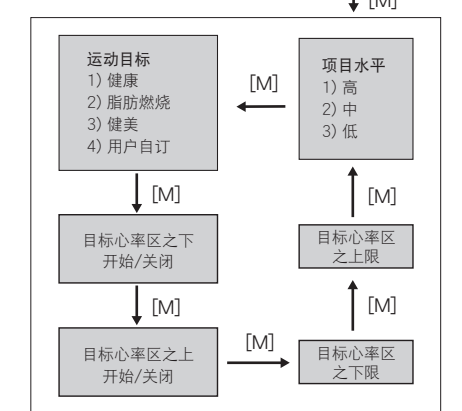 [M]
运动目标
1) 健康
2) 脂肪燃烧
3) 健美
4) 用户自订
[M]
项目水平
1) 高
2) 中
3) 低
[M]
[M]
目标心率区之下
开始/关闭
目标心率区
之上限
[M]
[M]
目标心率区之上
开始/关闭
[M]
目标心率区
之下限